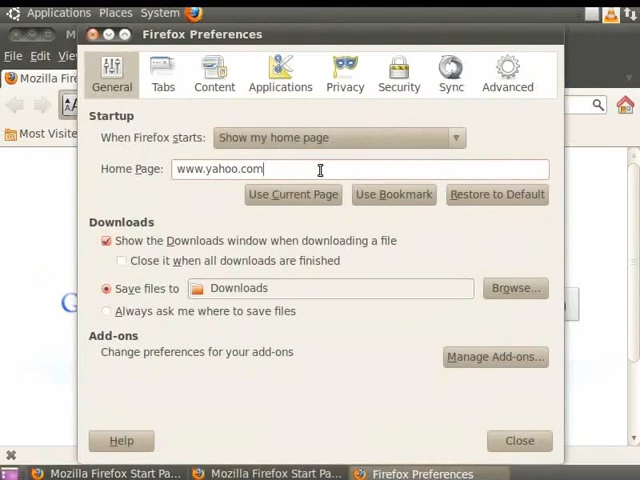 Applications Places System
Firefox Preferences
File Edit
Mozilla Fire
General Tabs Content Applications Privacy Security Sync Advanced
Most Visite
Startup
When Firefox starts: Show my home page
Home Page: www.yahoo.com
Use Current Page Use Bookmark Restore to Default
Downloads
Show the Downloads window when downloading a file
Close it when all downloads are finished
Save files to Downloads Browse...
Always ask me where to save files
Add-ons
Change preferences for your add-ons
Manage Add-ons...
Help Close
Mozilla Firefox Start Pa... Mozilla Firefox Start Pa... Firefox Preferences